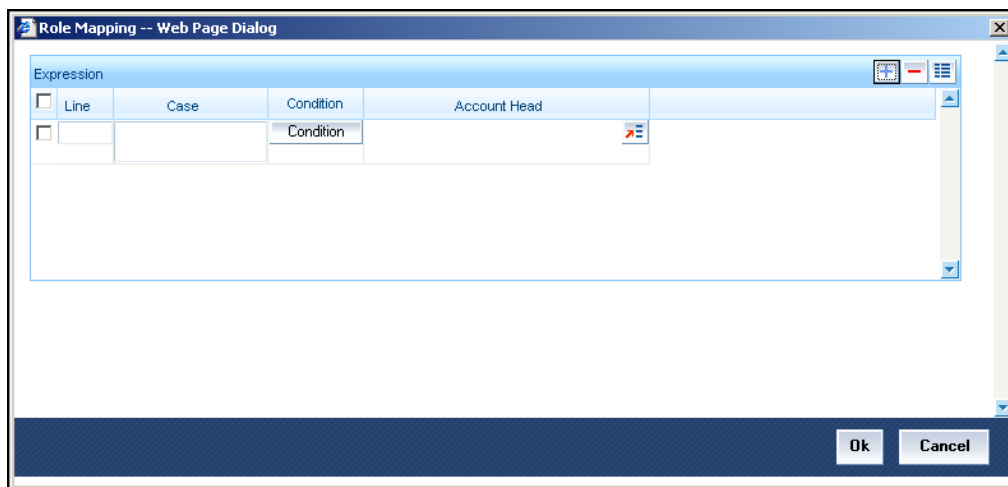 Role Mapping -- Web Page Dialog
Expression
Line Case Condition Account Head
Condition
Ok Cancel